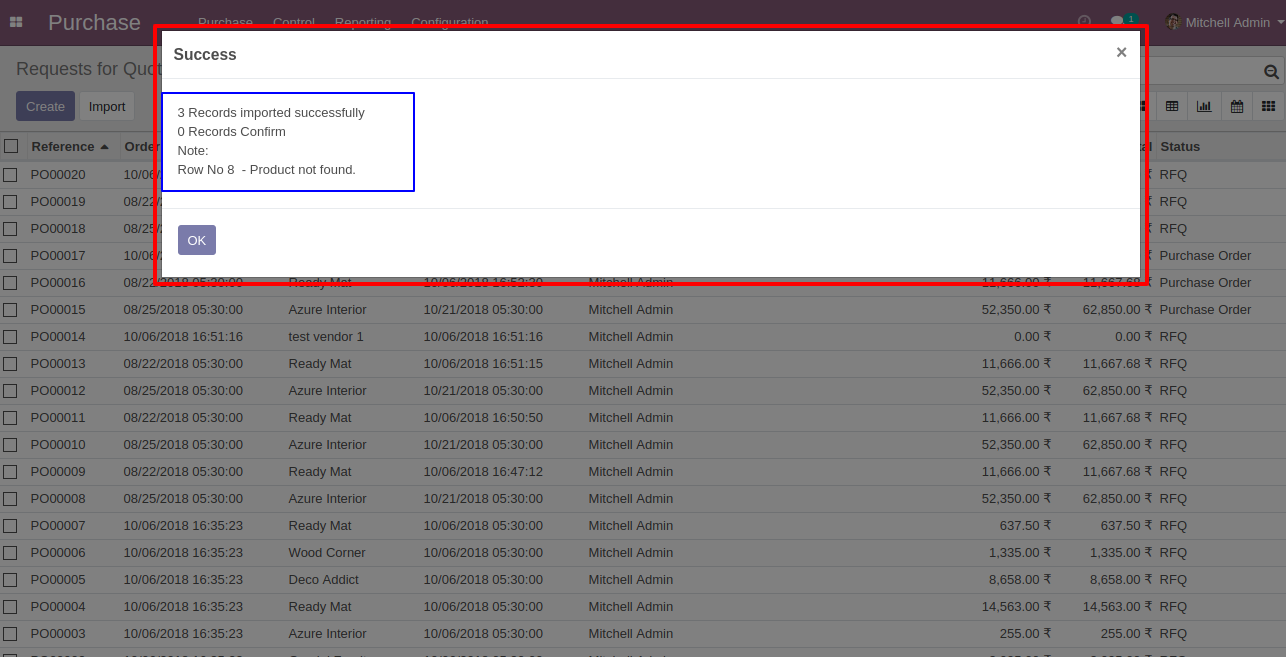 Purchase Purchase Control Reporting Configuration 1 Mitchell Admin
Success ×
Requests for Quot
Create Import
3 Records imported successfully
0 Records Confirm
Note:
Row No 8 - Product not found.
OK
Reference Orde Status
PO00020 10/06/ ₹ RFQ
PO00019 08/22/ ₹ RFQ
PO00018 08/25/ ₹ RFQ
PO00017 10/06/ ₹ Purchase Order
PO00016 08/22/2018 05:30:00 Ready Mat 10/06/2018 16:52:30 Mitchell Admin 11,666.00 ₹ 11,667.68 ₹ Purchase Order
PO00015 08/25/2018 05:30:00 Azure Interior 10/21/2018 05:30:00 Mitchell Admin 52,350.00 ₹ 62,850.00 ₹ Purchase Order
PO00014 10/06/2018 16:51:16 test vendor 1 10/06/2018 16:51:16 Mitchell Admin 0.00 ₹ 0.00 ₹ RFQ
PO00013 08/22/2018 05:30:00 Ready Mat 10/06/2018 16:51:15 Mitchell Admin 11,666.00 ₹ 11,667.68 ₹ RFQ
PO00012 08/25/2018 05:30:00 Azure Interior 10/21/2018 05:30:00 Mitchell Admin 52,350.00 ₹ 62,850.00 ₹ RFQ
PO00011 08/22/2018 05:30:00 Ready Mat 10/06/2018 16:50:50 Mitchell Admin 11,666.00 ₹ 11,667.68 ₹ RFQ
PO00010 08/25/2018 05:30:00 Azure Interior 10/21/2018 05:30:00 Mitchell Admin 52,350.00 ₹ 62,850.00 ₹ RFQ
PO00009 08/22/2018 05:30:00 Ready Mat 10/06/2018 16:47:12 Mitchell Admin 11,666.00 ₹ 11,667.68 ₹ RFQ
PO00008 08/25/2018 05:30:00 Azure Interior 10/21/2018 05:30:00 Mitchell Admin 52,350.00 ₹ 62,850.00 ₹ RFQ
PO00007 10/06/2018 16:35:23 Ready Mat 10/06/2018 05:30:00 Mitchell Admin 637.50 ₹ 637.50 ₹ RFQ
PO00006 10/06/2018 16:35:23 Wood Corner 10/06/2018 05:30:00 Mitchell Admin 1,335.00 ₹ 1,335.00 ₹ RFQ
PO00005 10/06/2018 16:35:23 Deco Addict 10/06/2018 05:30:00 Mitchell Admin 8,658.00 ₹ 8,658.00 ₹ RFQ
PO00004 10/06/2018 16:35:23 Ready Mat 10/06/2018 05:30:00 Mitchell Admin 14,563.00 ₹ 14,563.00 ₹ RFQ
PO00003 10/06/2018 16:35:23 Azure Interior 10/06/2018 05:30:00 Mitchell Admin 255.00 ₹ 255.00 ₹ RFQ